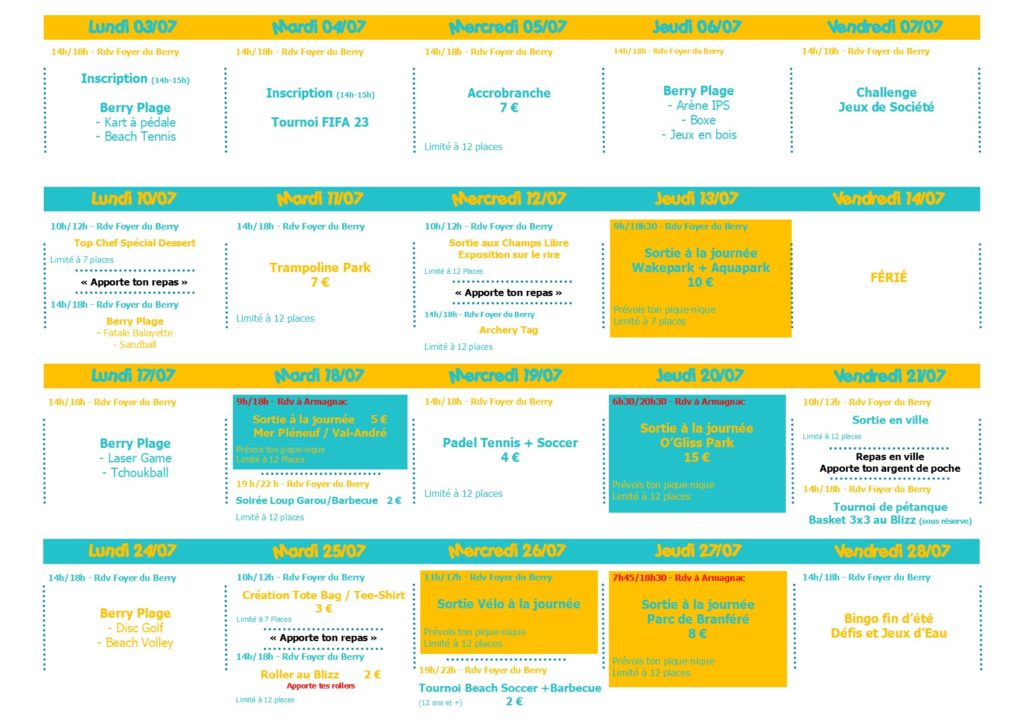 Lundi 03/07
14h/18h - Rdv Foyer du Berry
Inscription (14h-15h)
Berry Plage
- Kart à pédale
- Beach Tennis
Mardi 04/07
14h/18h - Rdv Foyer du Berry
Inscription (14h-15h)
Tournoi FIFA 23
Mercredi 05/07
14h/18h - Rdv Foyer du Berry
Accrobranche
7 €
Limité à 12 places
Jeudi 06/07
14h/18h - Rdv Foyer du Berry
Berry Plage
- Arène IPS
- Boxe
- Jeux en bois
Vendredi 07/07
14h/18h - Rdv Foyer du Berry
Challenge
Jeux de Société
Lundi 10/07
10h/12h - Rdv Foyer du Berry
Top Chef Spécial Dessert
Limité à 7 places
« Apporte ton repas »
14h/18h - Rdv Foyer du Berry
Berry Plage
- Fatale Balayette
- Sandball
Mardi 11/07
14h/18h - Rdv Foyer du Berry
Trampoline Park
7 €
Limité à 12 places
Mercredi 12/07
10h/12h - Rdv Foyer du Berry
Sortie aux Champs Libre
Exposition sur le rire
Limité à 12 Places
« Apporte ton repas »
14h/18h - Rdv Foyer du Berry
Archery Tag
Limité à 12 places
Jeudi 13/07
9h/18h30 - Rdv Foyer du Berry
Sortie à la journée
Wakepark + Aquapark
10 €
Prévois ton pique-nique
Limité à 7 places
Vendredi 14/07
FÉRIÉ
Lundi 17/07
14h/18h - Rdv Foyer du Berry
Berry Plage
- Laser Game
- Tchoukball
Mardi 18/07
9h/18h - Rdv à Armagnac
Sortie à la journée 5 €
Mer Pléneuf / Val-André
Prévois ton pique-nique
Limité à 12 Places
19h/22 h - Rdv Foyer du Berry
Soirée Loup Garou/Barbecue 2 €
Limité à 12 places
Mercredi 19/07
14h/18h - Rdv Foyer du Berry
Padel Tennis + Soccer
4 €
Limité à 12 places
Jeudi 20/07
6h30/20h30 - Rdv à Armagnac
Sortie à la journée
O'Gliss Park
15 €
Prévois ton pique-nique
Limité à 12 places
Vendredi 21/07
10h/12h - Rdv Foyer du Berry
Sortie en ville
Limité à 12 places
Repas en ville
Apporte ton argent de poche
14h/18h - Rdv Foyer du Berry
Tournoi de pétanque
Basket 3x3 au Blizz (sous réserve)
Lundi 24/07
14h/18h - Rdv Foyer du Berry
Berry Plage
- Disc Golf
- Beach Volley
Mardi 25/07
10h/12h - Rdv Foyer du Berry
Création Tote Bag / Tee-Shirt
3 €
Limité à 7 Places
« Apporte ton repas »
14h/18h - Rdv Foyer du Berry
Roller au Blizz 2 €
Apporte tes rollers
Limité à 12 places
Mercredi 26/07
11h/17h - Rdv Foyer du Berry
Sortie Vélo à la journée
Prévois ton pique-nique
Limité à 12 places
19h/22h - Rdv Foyer du Berry
Tournoi Beach Soccer +Barbecue
(12 ans et +) 2 €
Jeudi 27/07
7h45/18h30 - Rdv à Armagnac
Sortie à la journée
Parc de Branféré
8 €
Prévois ton pique-nique
Limité à 12 places
Vendredi 28/07
14h/18h - Rdv Foyer du Berry
Bingo fin d'été
Défis et Jeux d'Eau